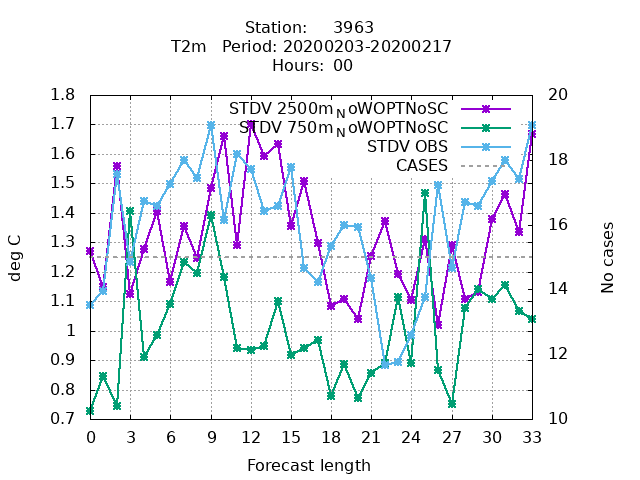 Station: 3963
T2m Period: 20200203-20200217
Hours: 00
STDV 2500m_NoWOPTNoSC
STDV 750m_NoWOPTNoSC
STDV OBS
CASES
deg C
1.8
1.7
1.6
1.5
1.4
1.3
1.2
1.1
1
0.9
0.8
0.7
No cases
20
18
16
14
12
10
0 3 6 9 12 15 18 21 24 27 30 33
Forecast length